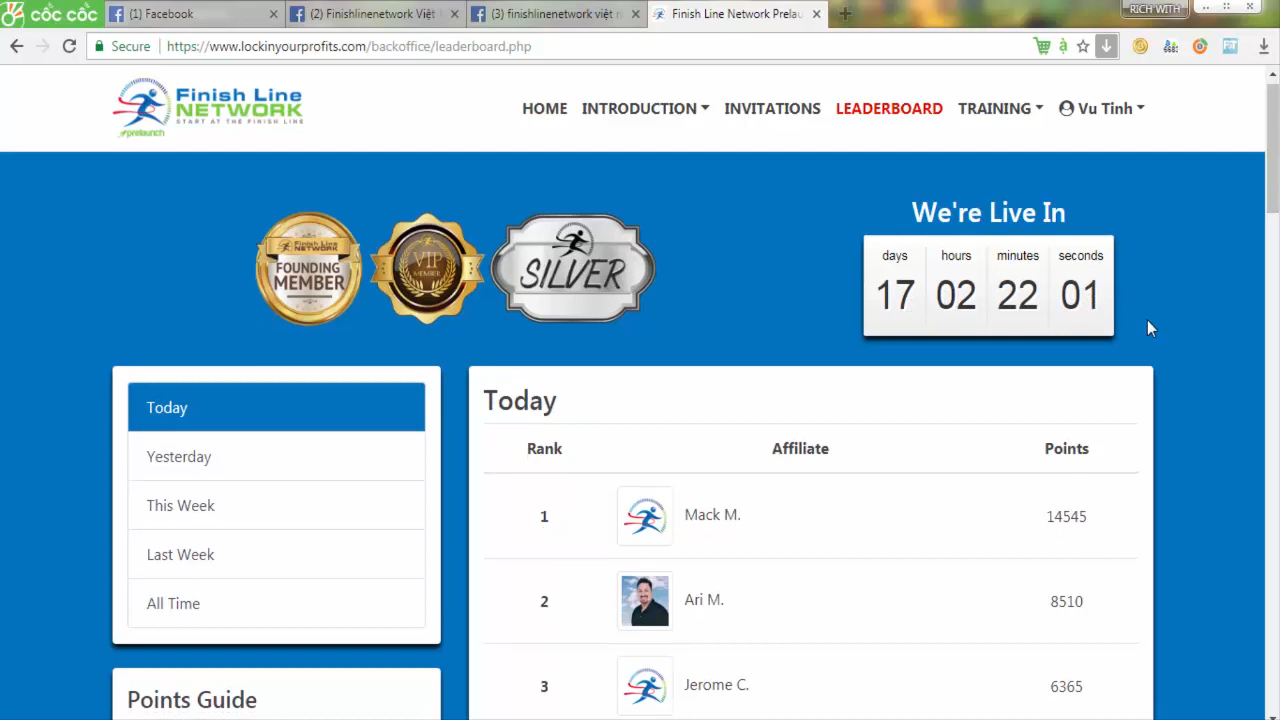 cốc cốc
(1) Facebook
(2) Finishlinenetwork Việt
(3) finishlinenetwork việt n
Finish Line Network Prelau
RICH WITH
Secure
https://www.lockinyourprofits.com/backoffice/leaderboard.php
Finish Line
NETWORK
START AT THE FINISH LINE
prelaunch
HOME
INTRODUCTION
INVITATIONS
LEADERBOARD
TRAINING
Vu Tinh
Finish Line
NETWORK
FOUNDING
MEMBER
VIP
MEMBER
SILVER
We're Live In
days hours minutes seconds
17 02 22 01
Today
Yesterday
This Week
Last Week
All Time
Points Guide
Today
Rank Affiliate Points
1 Mack M. 14545
2 Ari M. 8510
3 Jerome C. 6365